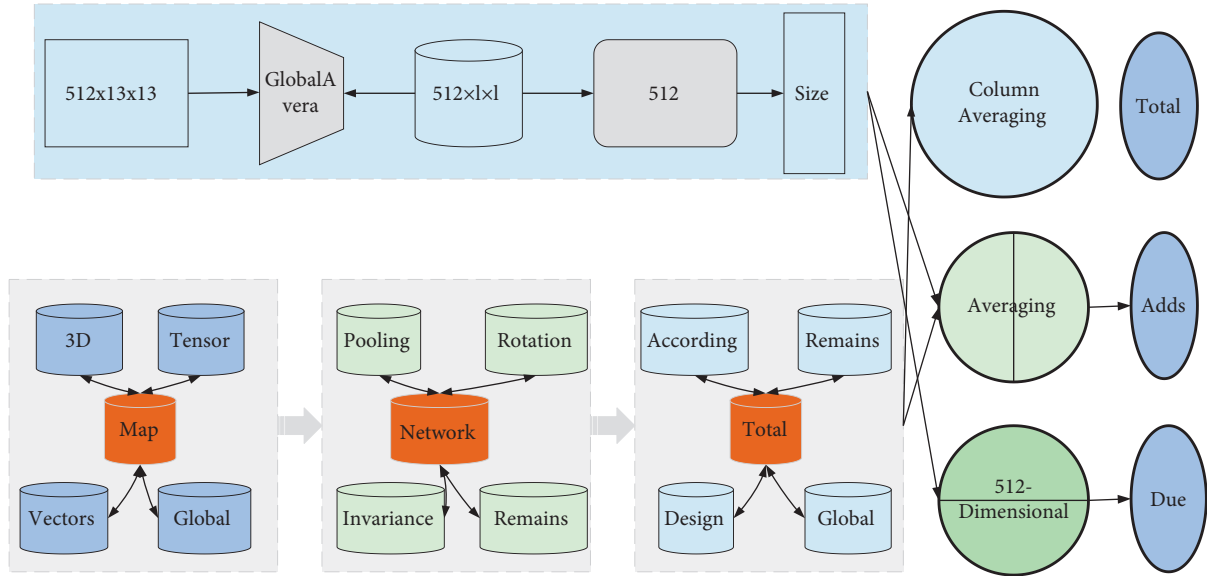 512x13x13
GlobalA
vera
512×l×l
512
Size
Column
Averaging
Total
Averaging
Adds
512-
Dimensional
Due
3D
Tensor
Map
Vectors
Global
Pooling
Rotation
Network
Invariance
Remains
According
Remains
Total
Design
Global